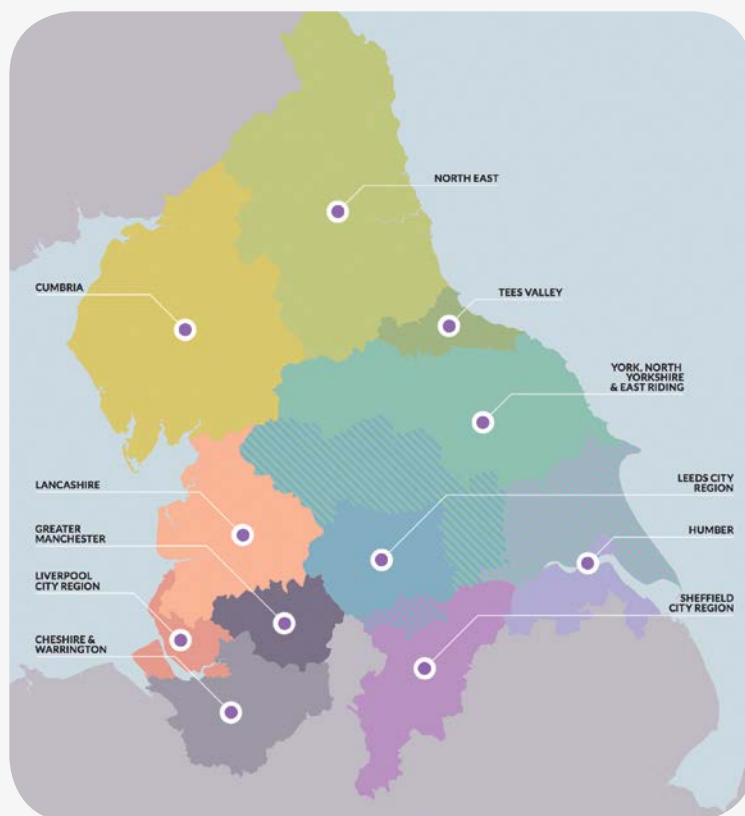 NORTH EAST
CUMBRIA
TEES VALLEY
YORK, NORTH
YORKSHIRE
& EAST RIDING
LANCASHIRE
LEEDS CITY
REGION
GREATER
MANCHESTER
HUMBER
LIVERPOOL
CITY REGION
SHEFFIELD
CITY REGION
CHESHIRE &
WARRINGTON